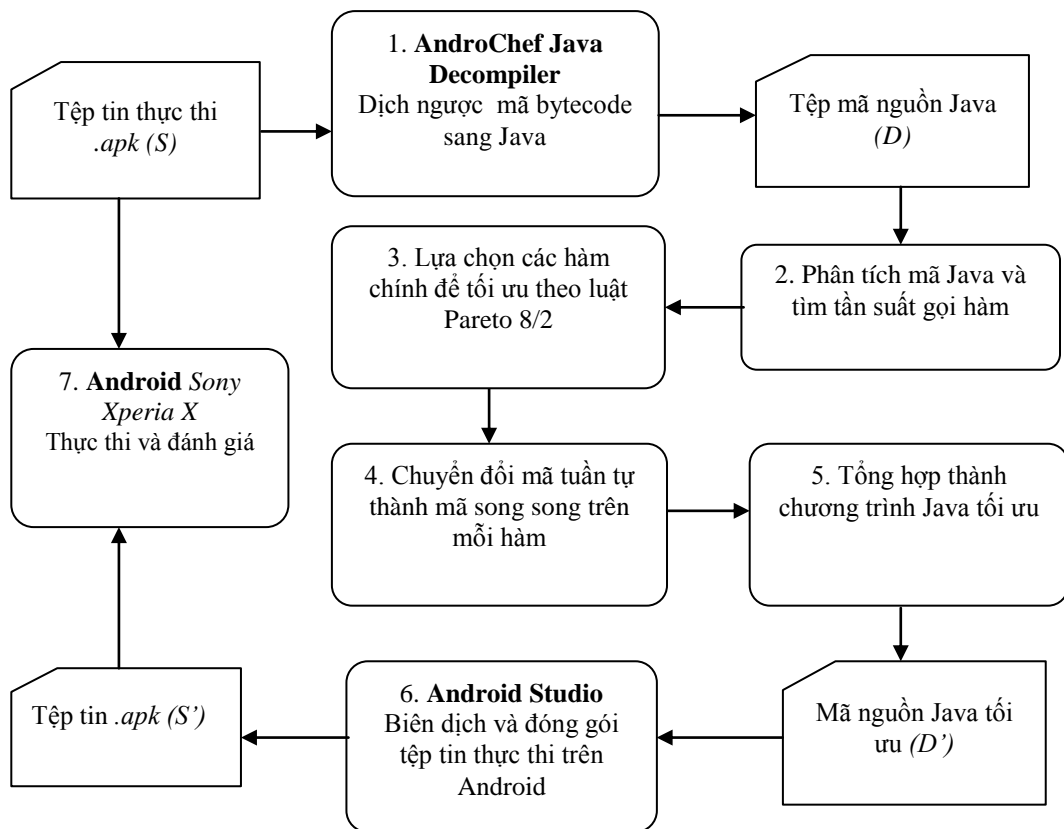 1. AndroChef Java
Decompiler
Dịch ngược mã bytecode
sang Java
Tệp tin thực thi
.apk (S)
Tệp mã nguồn Java
(D)
3. Lựa chọn các hàm
chính để tối ưu theo luật
Pareto 8/2
2. Phân tích mã Java và
tìm tần suất gọi hàm
7. Android Sony
Xperia X
Thực thi và đánh giá
4. Chuyển đổi mã tuần tự
thành mã song song trên
mỗi hàm
5. Tổng hợp thành
chương trình Java tối ưu
Tệp tin .apk (S’)
6. Android Studio
Biên dịch và đóng gói
tệp tin thực thi trên
Android
Mã nguồn Java tối
ưu (D’)